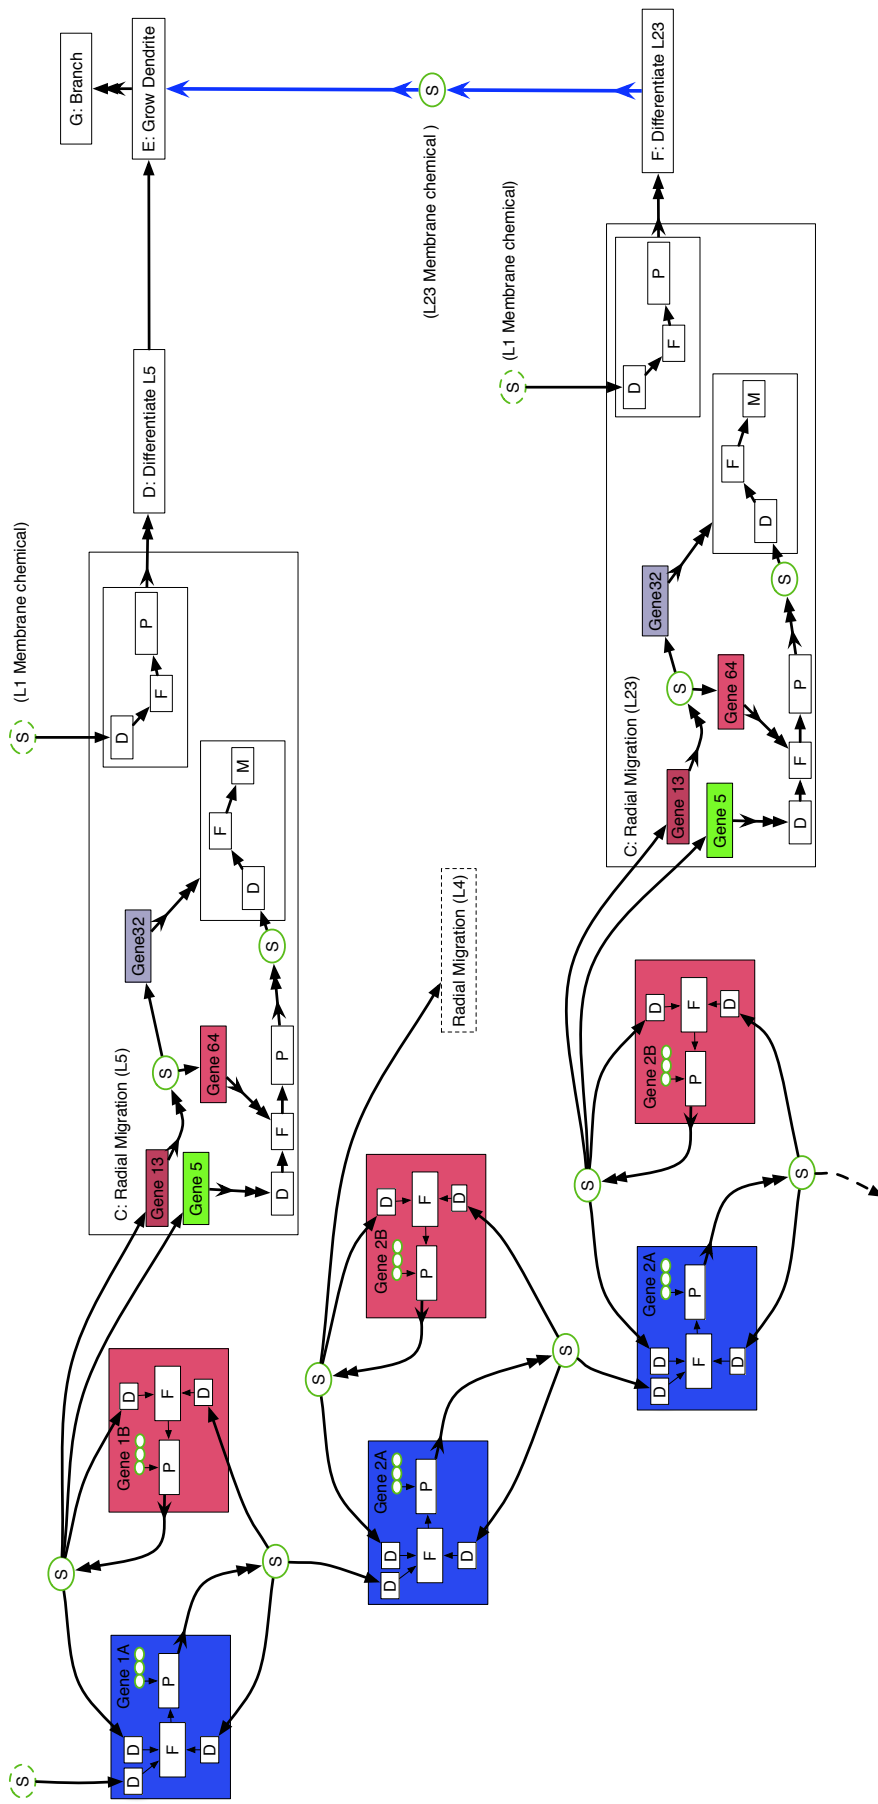 S
Gene 1A
D
D
F
D
P
S
S
Gene 1B
D
F
D
P
C: Radial Migration (L5)
Gene 13
Gene 5
S
Gene 64
Gene32
D
F
P
S
D
F
M
S
(L1 Membrane chemical)
D
F
P
D: Differentiate L5
E: Grow Dendrite
G: Branch
Gene 2A
D
D
F
D
P
S
S
Gene 2B
D
F
D
P
Radial Migration (L4)
(L23 Membrane chemical )
S
Gene 2A
D
D
F
D
P
S
S
Gene 2B
D
F
D
P
C: Radial Migration (L23)
Gene 13
Gene 5
S
Gene 64
Gene32
D
F
P
S
D
F
M
S
(L1 Membrane chemical)
D
F
P
F: Differentiate L23